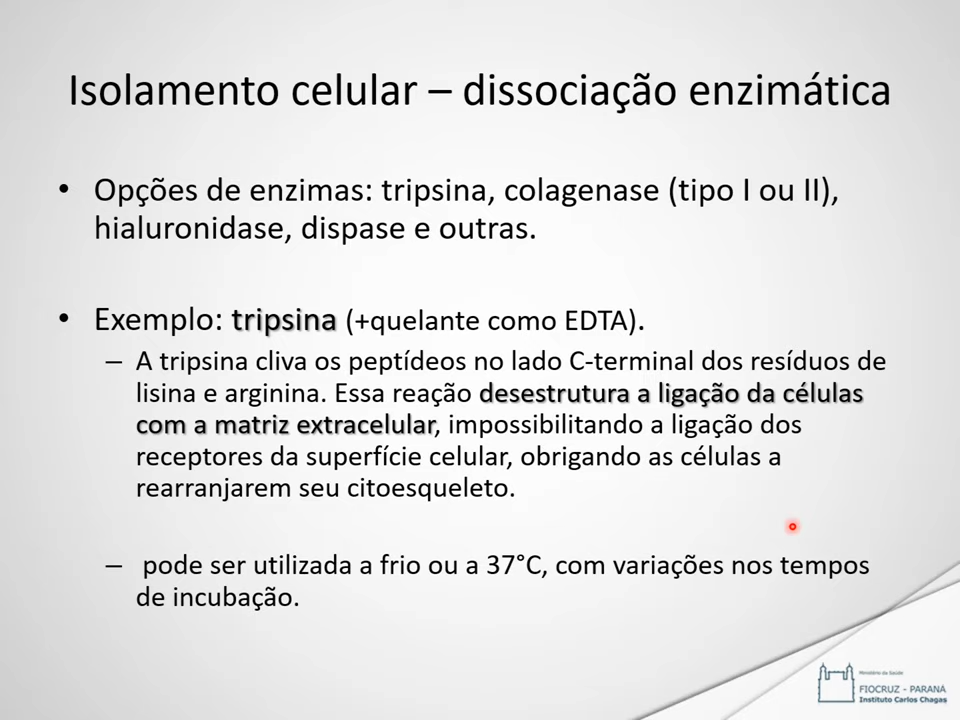 Isolamento celular – dissociação enzimática
• Opções de enzimas: tripsina, colagenase (tipo I ou II),
hialuronidase, dispase e outras.
• Exemplo: tripsina (+quelante como EDTA).
– A tripsina cliva os peptídeos no lado C-terminal dos resíduos de
lisina e arginina. Essa reação desestrutura a ligação da células
com a matriz extracelular, impossibilitando a ligação dos
receptores da superfície celular, obrigando as células a
rearranjarem seu citoesqueleto.
– pode ser utilizada a frio ou a 37°C, com variações nos tempos
de incubação.
Ministério da Saúde
FIOCRUZ - PARANÁ
Instituto Carlos Chagas